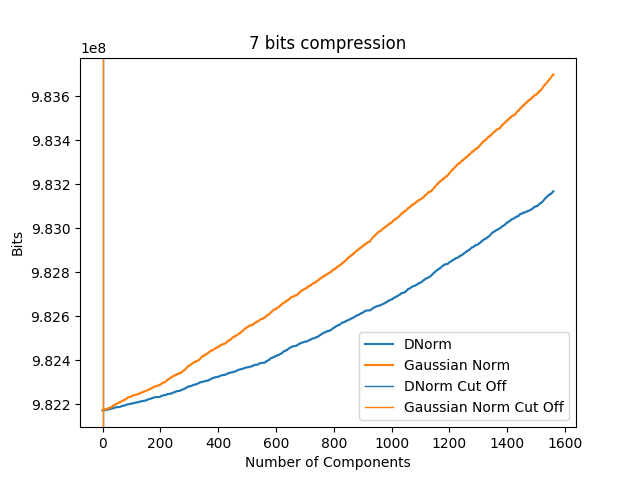 7 bits compression
1e8
9.836
9.834
9.832
9.830
9.828
9.826
9.824
9.822
Bits
0 200 400 600 800 1000 1200 1400 1600
Number of Components
DNorm
Gaussian Norm
DNorm Cut Off
Gaussian Norm Cut Off